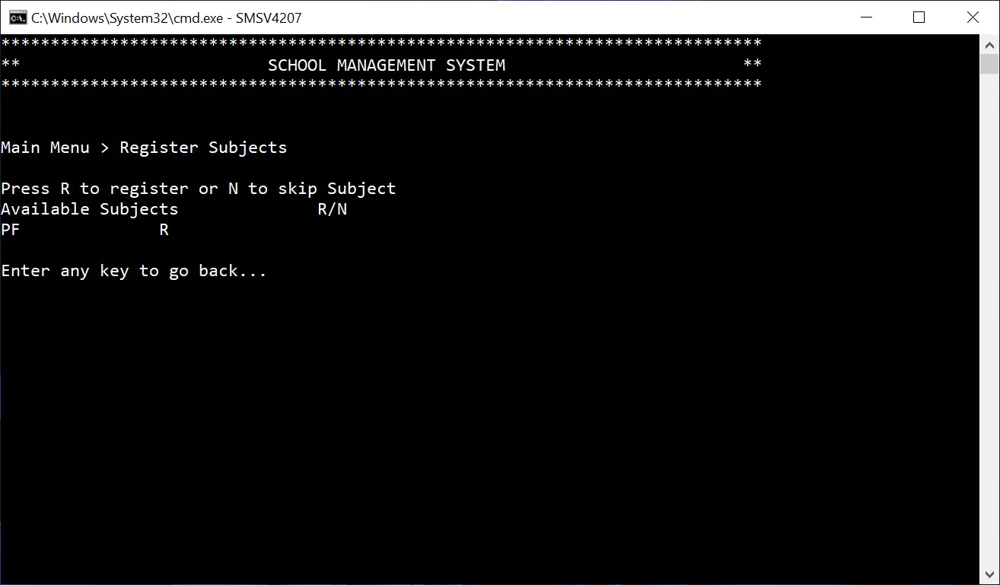 C:\Windows\System32\cmd.exe - SMSV4207
*****************************************************************************
** SCHOOL MANAGEMENT SYSTEM **
*****************************************************************************
Main Menu > Register Subjects
Press R to register or N to skip Subject
Available Subjects R/N
PF R
Enter any key to go back...